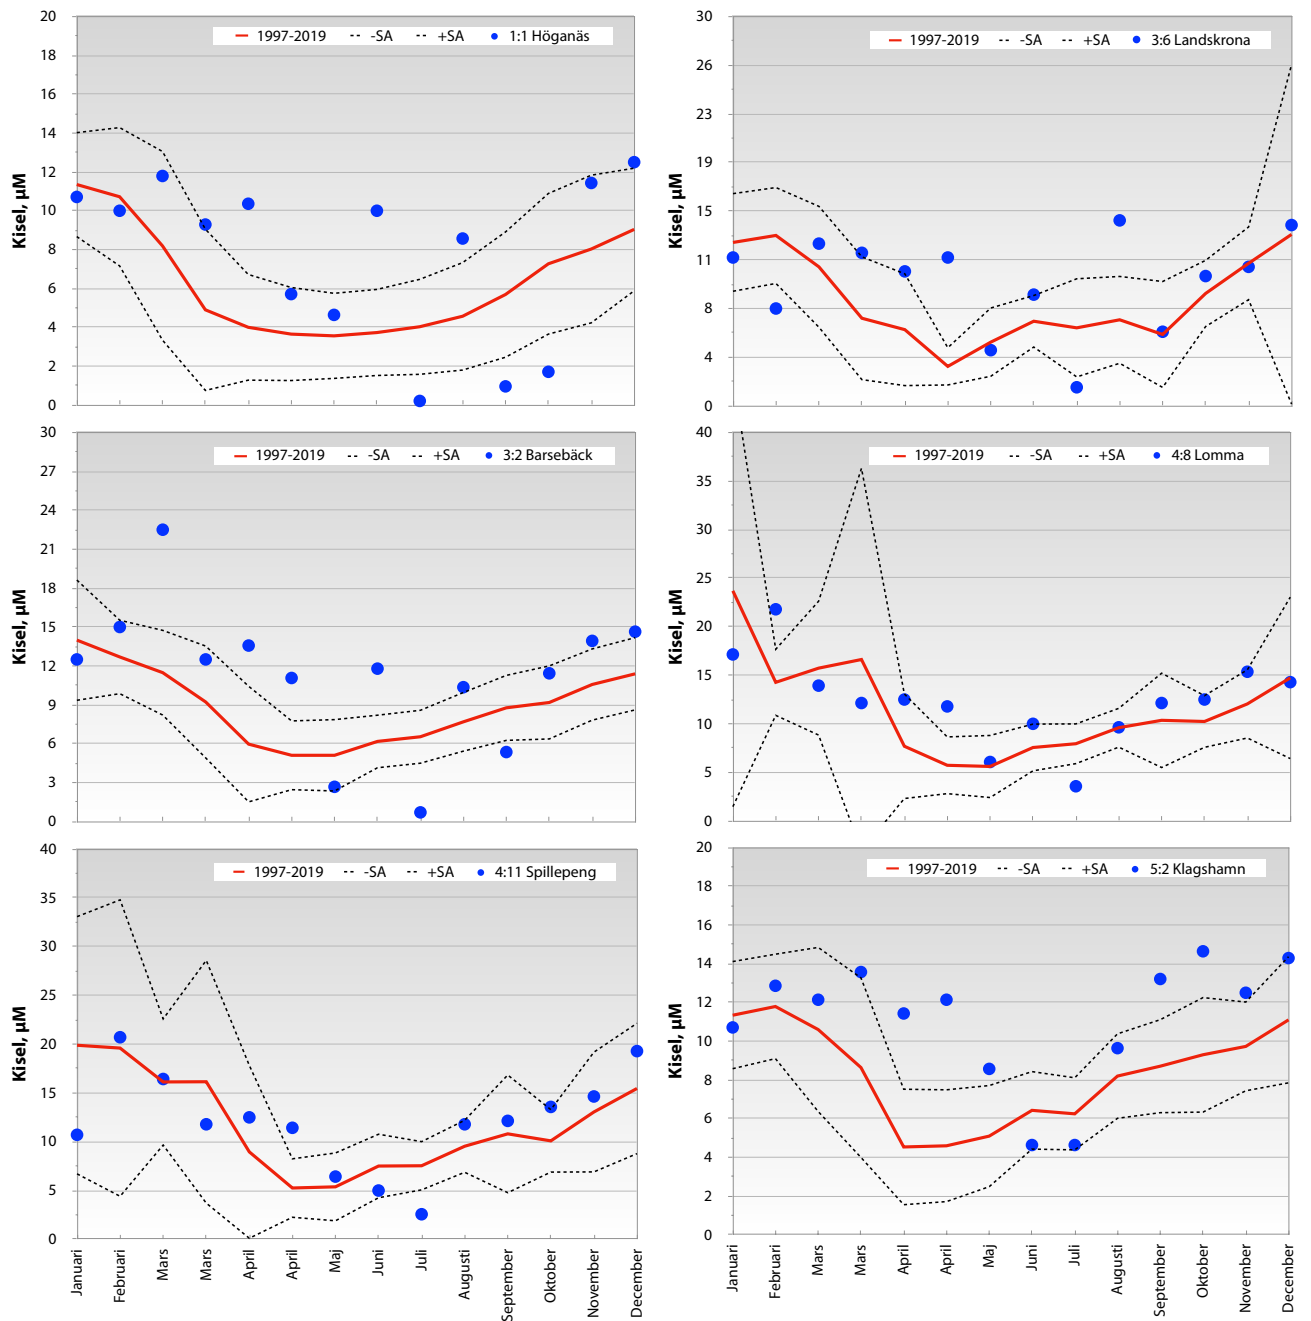 1997-2019 -SA +SA 1:1 Höganäs
Kisel, µM
20
18
16
14
12
10
8
6
4
2
0
1997-2019 -SA +SA 3:6 Landskrona
Kisel, µM
30
26
23
19
15
11
8
4
0
1997-2019 -SA +SA 3:2 Barsebäck
Kisel, µM
30
27
24
21
18
15
12
9
6
3
0
1997-2019 -SA +SA 4:8 Lomma
Kisel, µM
40
35
30
25
20
15
10
5
0
1997-2019 -SA +SA 4:11 Spillepeng
Kisel, µM
40
35
30
25
20
15
10
5
0
Januari
Februari
Mars
Mars
April
April
Maj
Juni
Juli
Augusti
September
Oktober
November
December
1997-2019 -SA +SA 5:2 Klagshamn
Kisel, µM
20
18
16
14
12
10
8
6
4
2
0
Januari
Februari
Mars
Mars
April
April
Maj
Juni
Juli
Augusti
September
Oktober
November
December